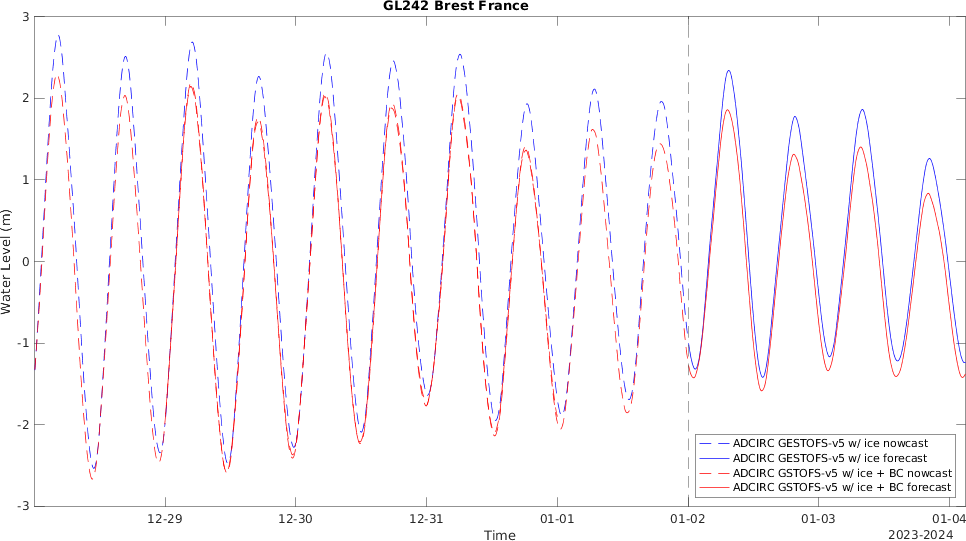 GL242 Brest France
3
2
1
0
-1
-2
-3
Water Level (m)
12-29
12-30
12-31
01-01
01-02
01-03
01-04
Time
2023-2024
ADCIRC GESTOFS-v5 w/ ice nowcast
ADCIRC GESTOFS-v5 w/ ice forecast
ADCIRC GSTOFS-v5 w/ ice + BC nowcast
ADCIRC GSTOFS-v5 w/ ice + BC forecast